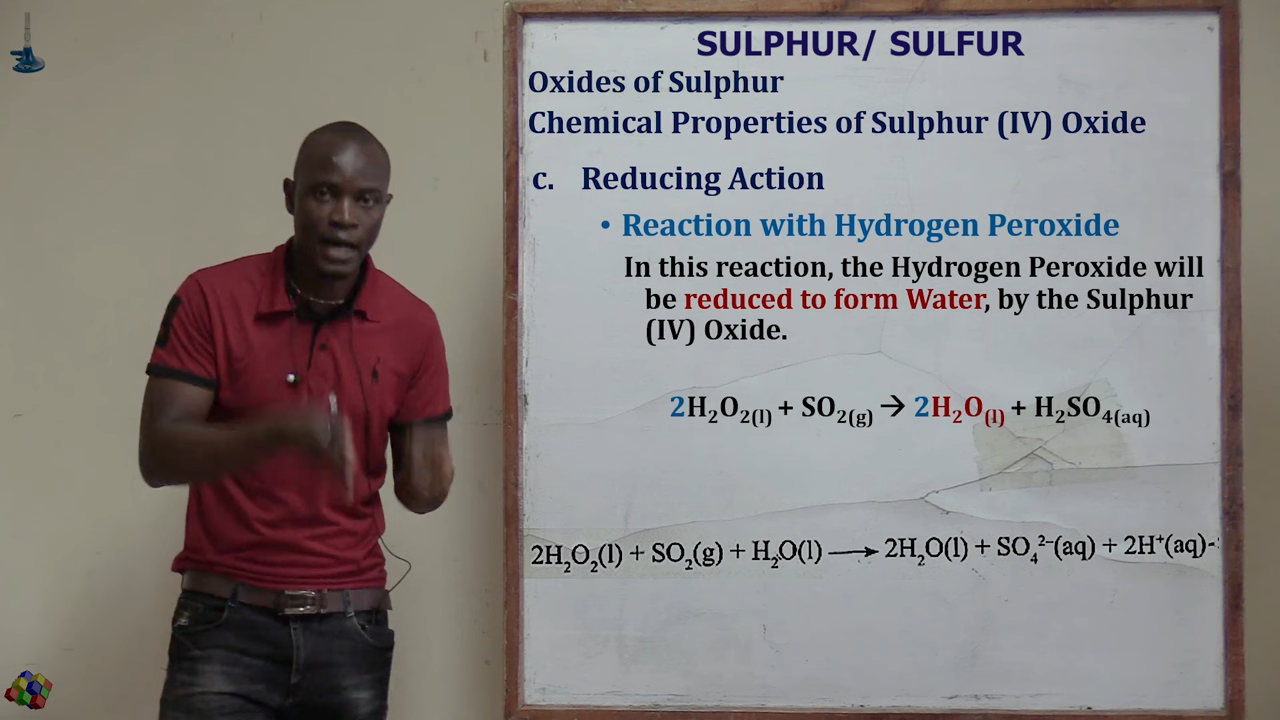 SULPHUR/ SULFUR
Oxides of Sulphur
Chemical Properties of Sulphur (IV) Oxide
c. Reducing Action
• Reaction with Hydrogen Peroxide
In this reaction, the Hydrogen Peroxide will
be reduced to form Water, by the Sulphur
(IV) Oxide.
2H₂O₂(l) + SO₂(g) → 2H₂O(l) + H₂SO₄(aq)
2H₂O₂(l) + SO₂(g) + H₂O(l) ⟶ 2H₂O(l) + SO₄²⁻(aq) + 2H⁺(aq)-